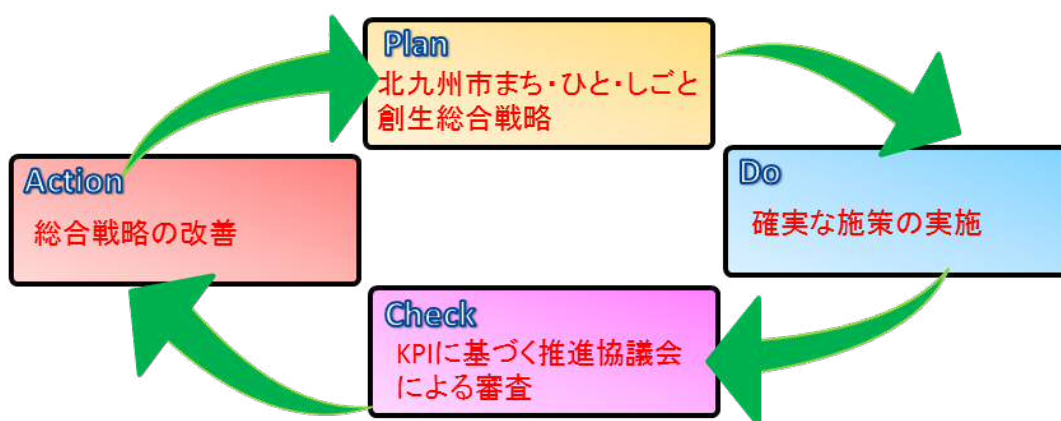 Plan
北九州市まち・ひと・しごと
創生総合戦略
Do
確実な施策の実施
Check
KPIに基づく推進協議会
による審査
Action
総合戦略の改善